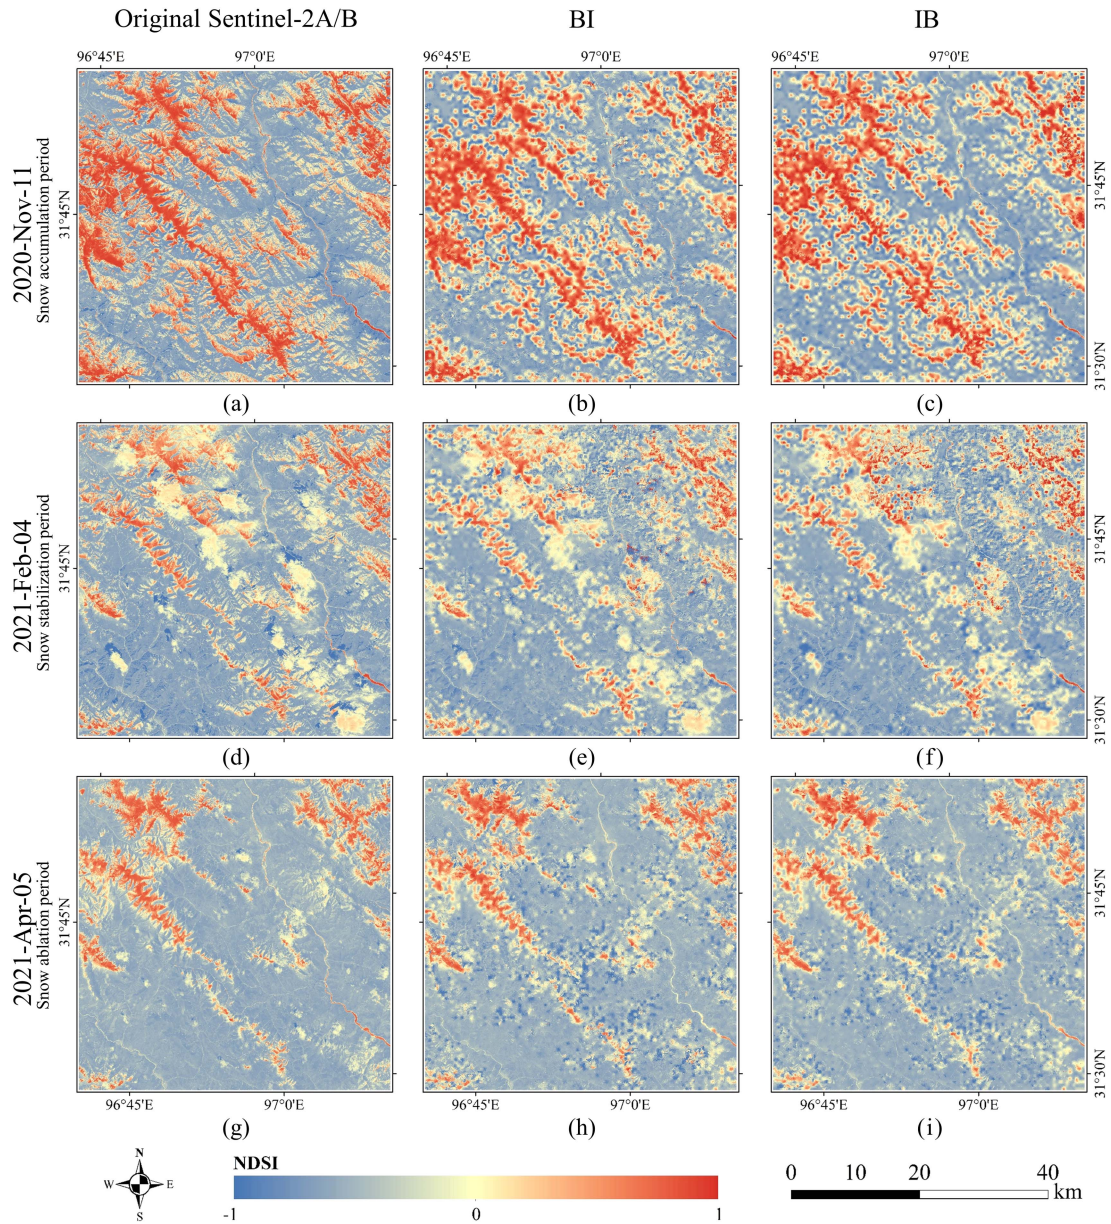 Original Sentinel-2A/B BI IB
96°45'E 97°0'E 96°45'E 97°0'E 96°45'E 97°0'E
2020-Nov-11
Snow accumulation period
31°45'N
31°45'N
31°30'N
(a) (b) (c)
2021-Feb-04
Snow stabilization period
31°45'N
31°45'N
31°30'N
(d) (e) (f)
2021-Apr-05
Snow ablation period
31°45'N
31°45'N
31°30'N
96°45'E 97°0'E 96°45'E 97°0'E 96°45'E 97°0'E
(g) (h) (i)
N
W E
S
NDSI
-1 0 1
0 10 20 40
km